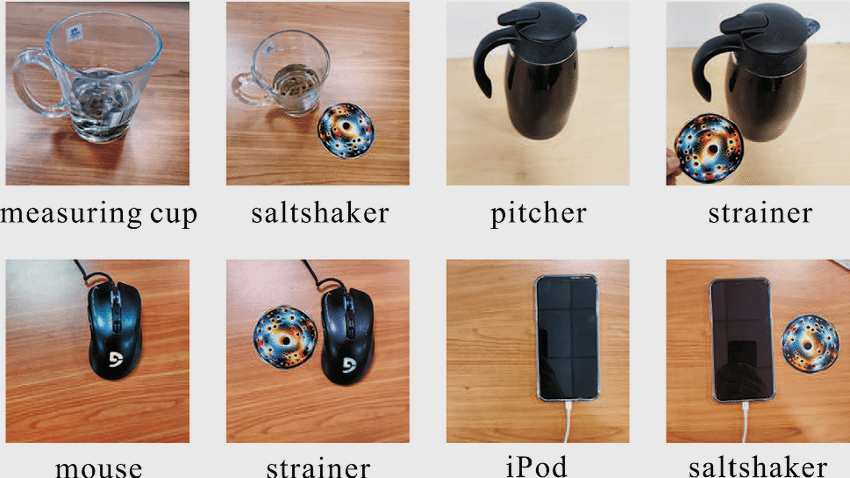 measuring cup
saltshaker
pitcher
strainer
mouse
strainer
iPod
saltshaker